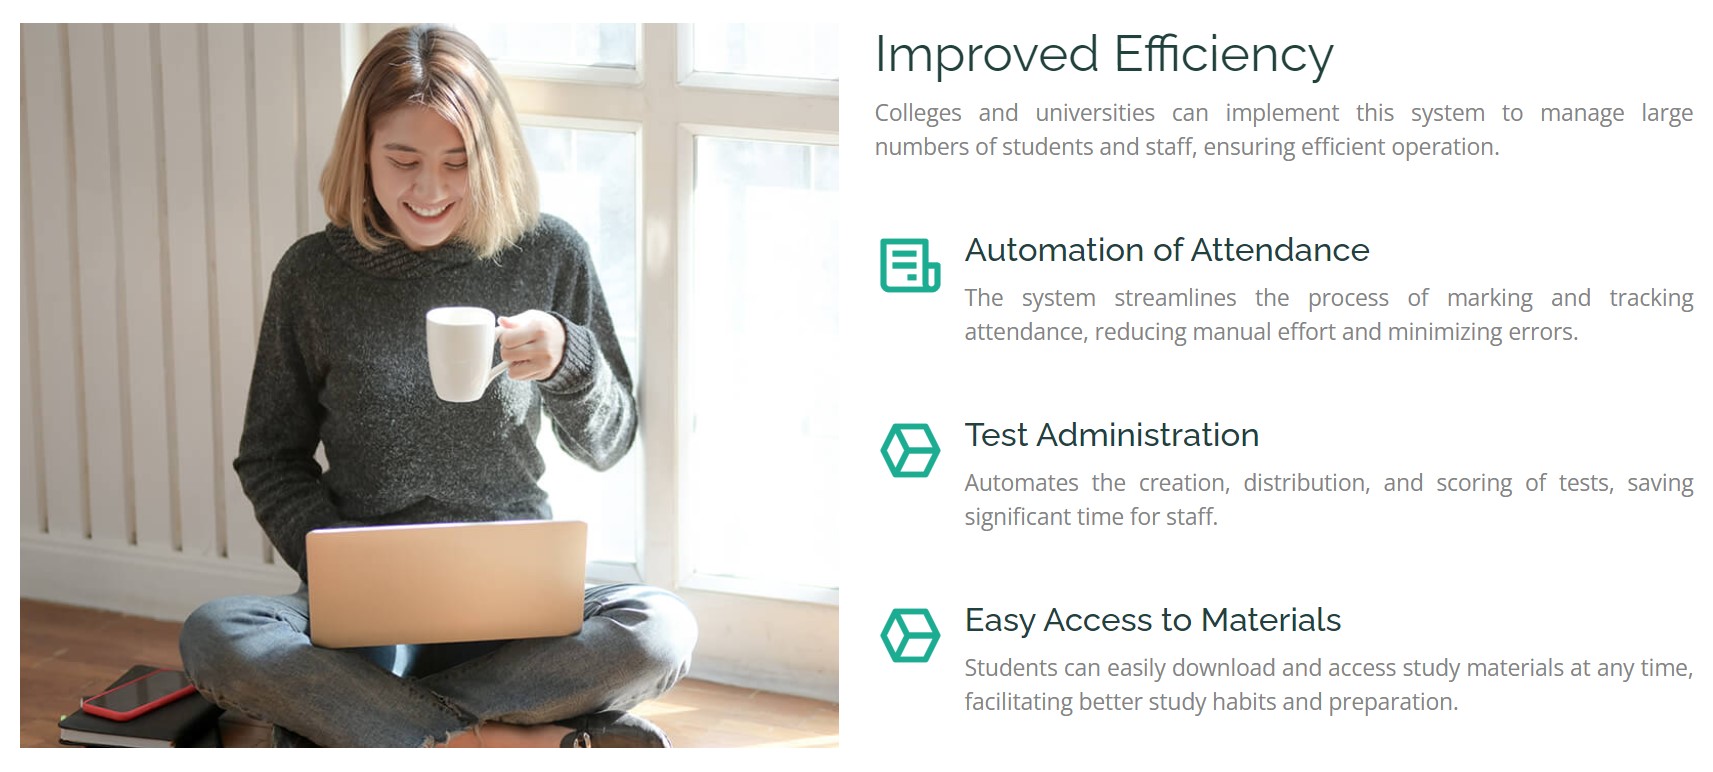 Improved Efficiency
Colleges and universities can implement this system to manage large
numbers of students and staff, ensuring efficient operation.
Automation of Attendance
The system streamlines the process of marking and tracking
attendance, reducing manual effort and minimizing errors.
Test Administration
Automates the creation, distribution, and scoring of tests, saving
significant time for staff.
Easy Access to Materials
Students can easily download and access study materials at any time,
facilitating better study habits and preparation.